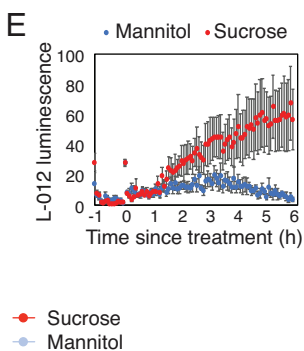 E
Mannitol Sucrose
L-012 luminescence
100
80
60
40
20
0
-1 0 1 2 3 4 5 6
Time since treatment (h)
Sucrose
Mannitol